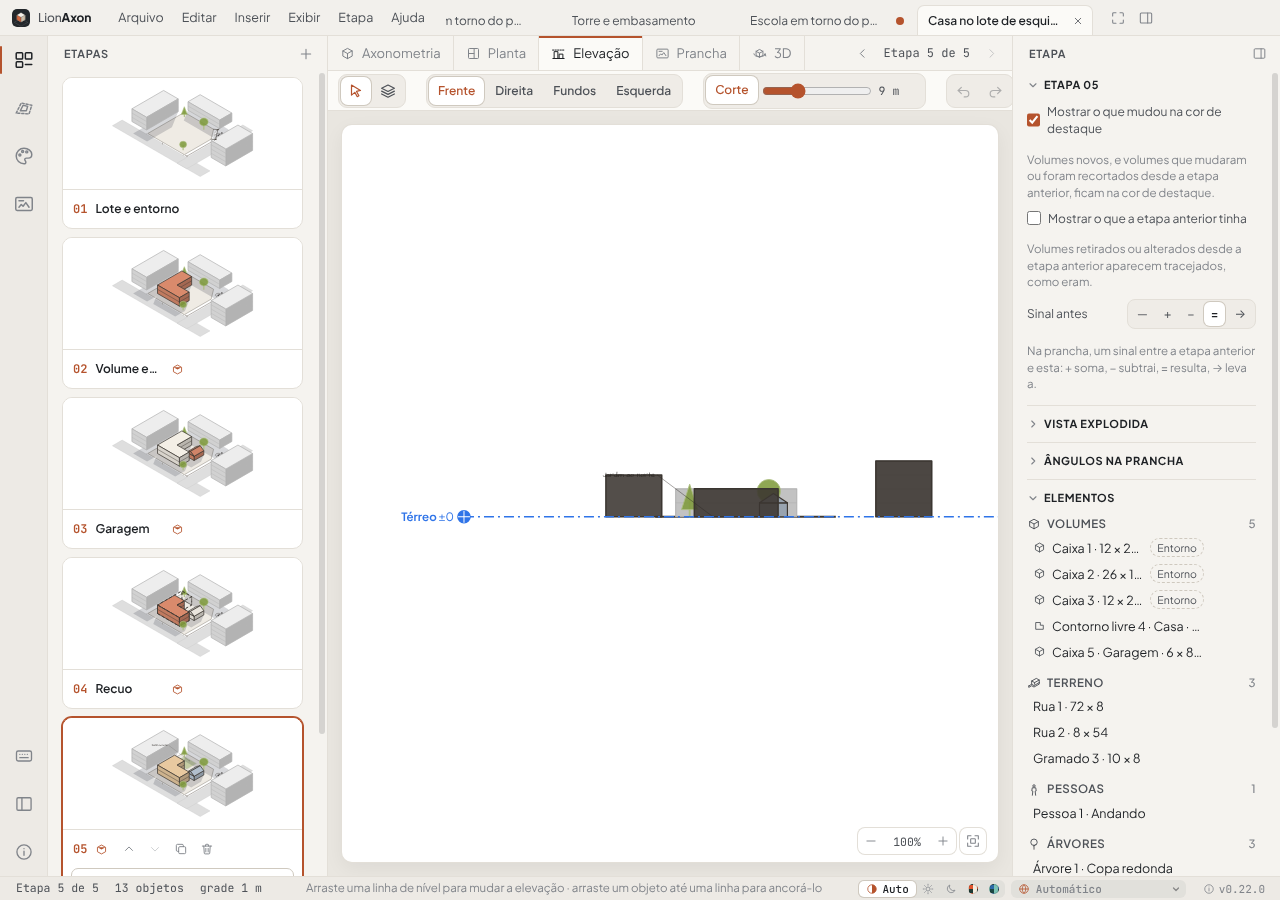 LionAxon
Arquivo Editar Inserir Exibir Etapa Ajuda
n torno do p…
Torre e embasamento
Escola em torno do p…
Casa no lote de esqui…
ETAPAS
Axonometria
Planta
Elevação
Prancha
3D
Etapa 5 de 5
ETAPA
Frente Direita Fundos Esquerda
Corte
9 m
01 Lote e entorno
02 Volume e…
03 Garagem
04 Recuo
05
Térreo ±0
100%
ETAPA 05
Mostrar o que mudou na cor de
destaque
Volumes novos, e volumes que mudaram
ou foram recortados desde a etapa
anterior, ficam na cor de destaque.
Mostrar o que a etapa anterior tinha
Volumes retirados ou alterados desde a
etapa anterior aparecem tracejados,
como eram.
Sinal antes
— + − = →
Na prancha, um sinal entre a etapa anterior
e esta: + soma, − subtrai, = resulta, → leva
a.
VISTA EXPLODIDA
ÂNGULOS NA PRANCHA
ELEMENTOS
VOLUMES 5
Caixa 1 · 12 × 2… Entorno
Caixa 2 · 26 × 1… Entorno
Caixa 3 · 12 × 2… Entorno
Contorno livre 4 · Casa · …
Caixa 5 · Garagem · 6 × 8…
TERRENO 3
Rua 1 · 72 × 8
Rua 2 · 8 × 54
Gramado 3 · 10 × 8
PESSOAS 1
Pessoa 1 · Andando
ÁRVORES 3
Árvore 1 · Copa redonda
Etapa 5 de 5 13 objetos grade 1 m
Arraste uma linha de nível para mudar a elevação · arraste um objeto até uma linha para ancorá-lo
Auto
Automático
v0.22.0